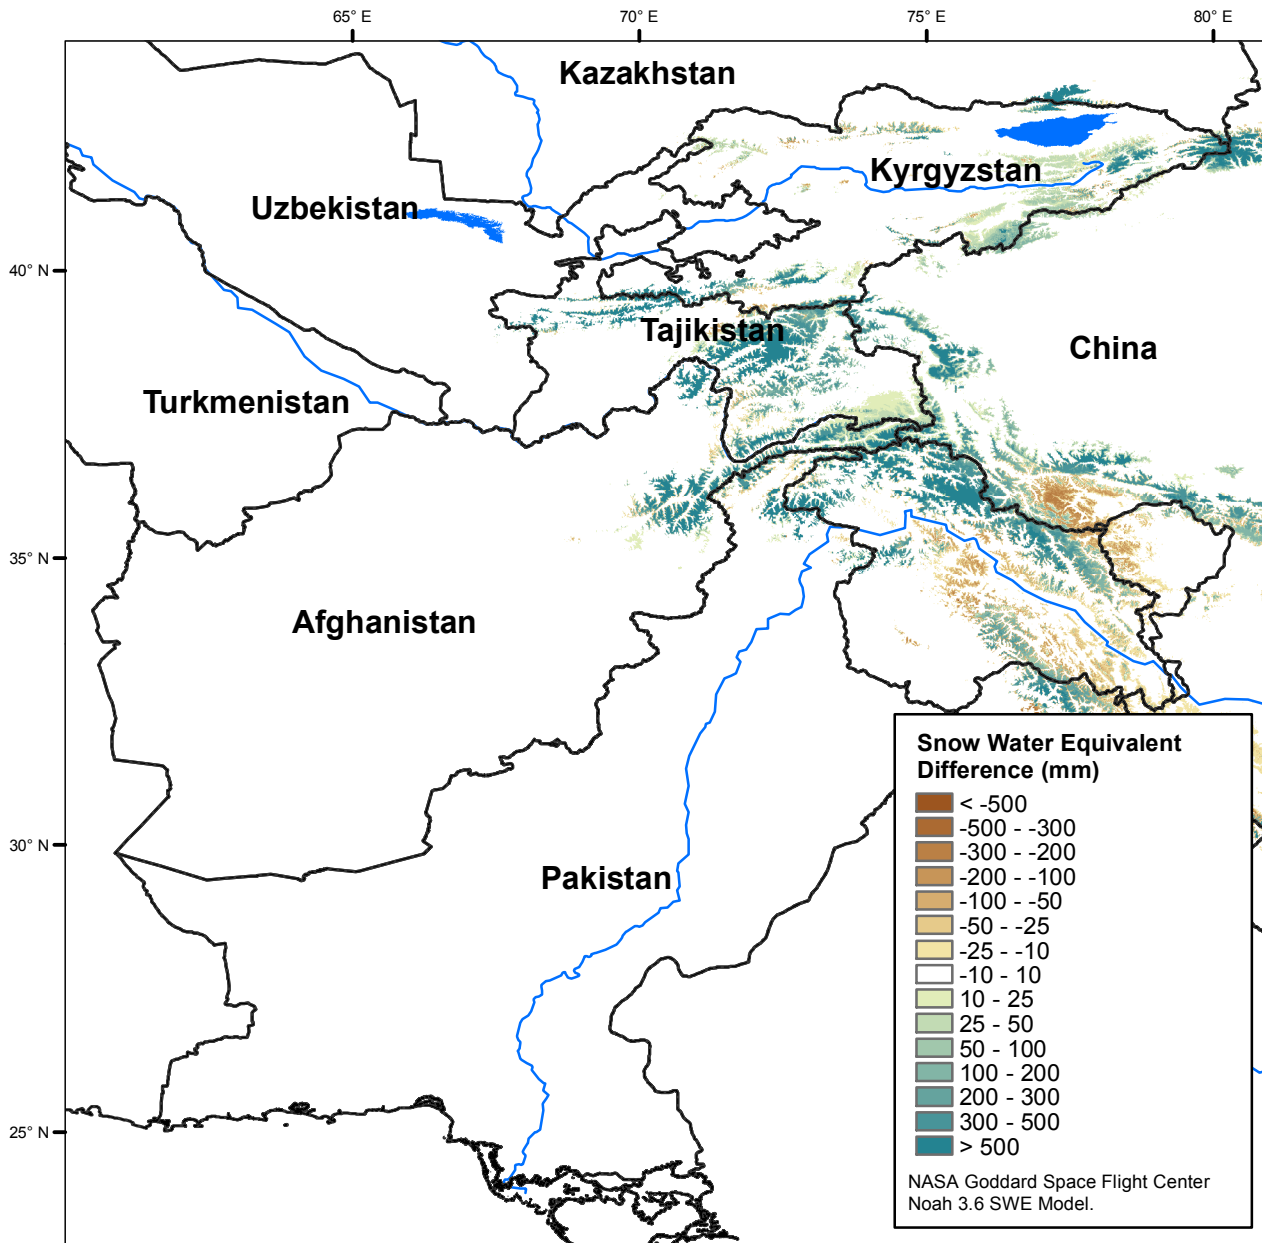 65° E
70° E
75° E
80° E
Kazakhstan
Kyrgyzstan
Uzbekistan
40° N
Tajikistan
China
Turkmenistan
35° N
Afghanistan
30° N
Pakistan
25° N
Snow Water Equivalent
Difference (mm)
< -500
-500 - -300
-300 - -200
-200 - -100
-100 - -50
-50 - -25
-25 - -10
-10 - 10
10 - 25
25 - 50
50 - 100
100 - 200
200 - 300
300 - 500
> 500
NASA Goddard Space Flight Center
Noah 3.6 SWE Model.